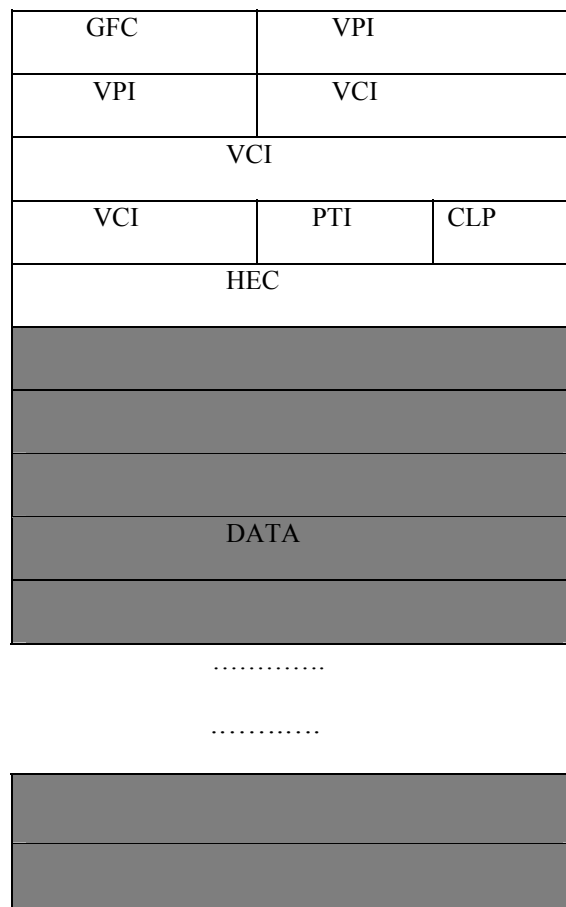 GFC VPI
VPI VCI
VCI
VCI PTI CLP
HEC
DATA
………….
………….